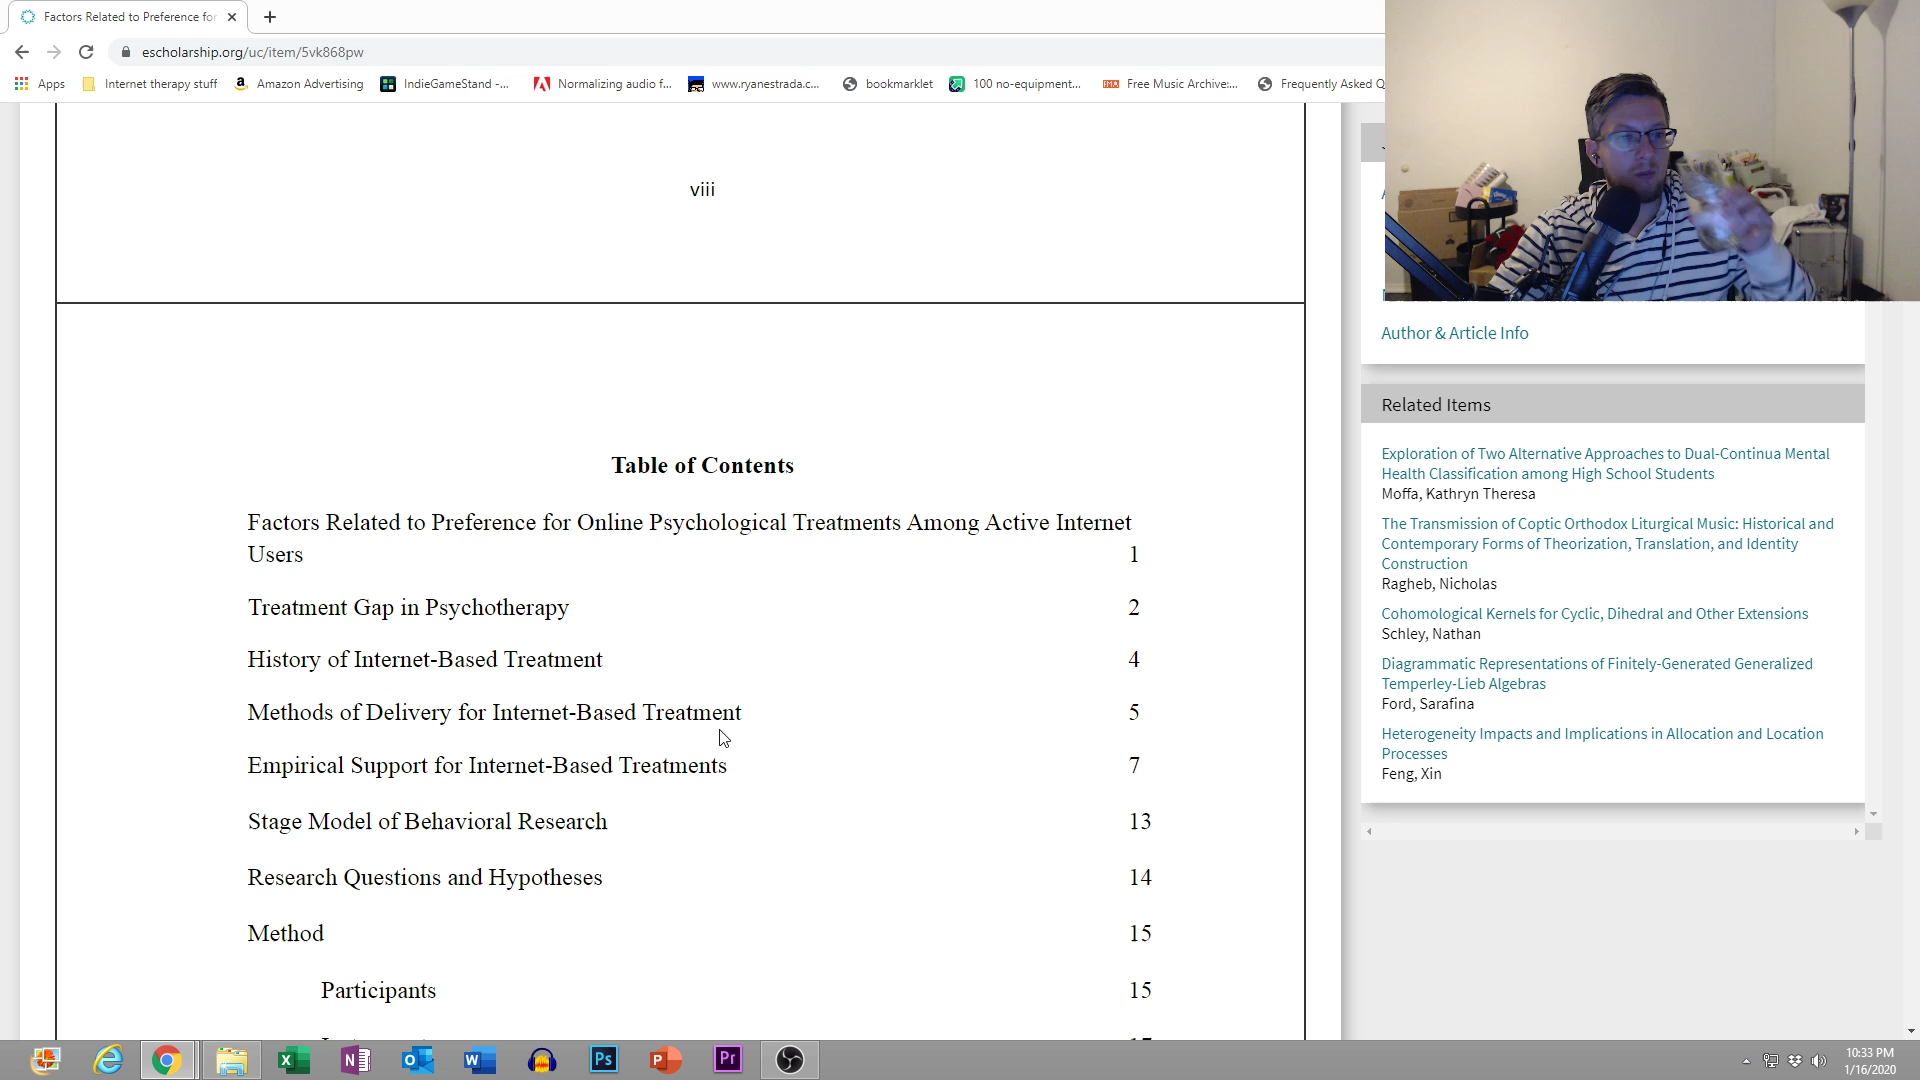 Factors Related to Preference for
escholarship.org/uc/item/5vk868pw
Apps Internet therapy stuff Amazon Advertising IndieGameStand -... Normalizing audio f... www.ryanestrada.c... bookmarklet 100 no-equipment... Free Music Archive:... Frequently Asked Q
viii
Table of Contents
Factors Related to Preference for Online Psychological Treatments Among Active Internet
Users 1
Treatment Gap in Psychotherapy 2
History of Internet-Based Treatment 4
Methods of Delivery for Internet-Based Treatment 5
Empirical Support for Internet-Based Treatments 7
Stage Model of Behavioral Research 13
Research Questions and Hypotheses 14
Method 15
Participants 15
Author & Article Info
Related Items
Exploration of Two Alternative Approaches to Dual-Continua Mental
Health Classification among High School Students
Moffa, Kathryn Theresa
The Transmission of Coptic Orthodox Liturgical Music: Historical and
Contemporary Forms of Theorization, Translation, and Identity
Construction
Ragheb, Nicholas
Cohomological Kernels for Cyclic, Dihedral and Other Extensions
Schley, Nathan
Diagrammatic Representations of Finitely-Generated Generalized
Temperley-Lieb Algebras
Ford, Sarafina
Heterogeneity Impacts and Implications in Allocation and Location
Processes
Feng, Xin
Ps
Pr
10:33 PM
1/16/2020